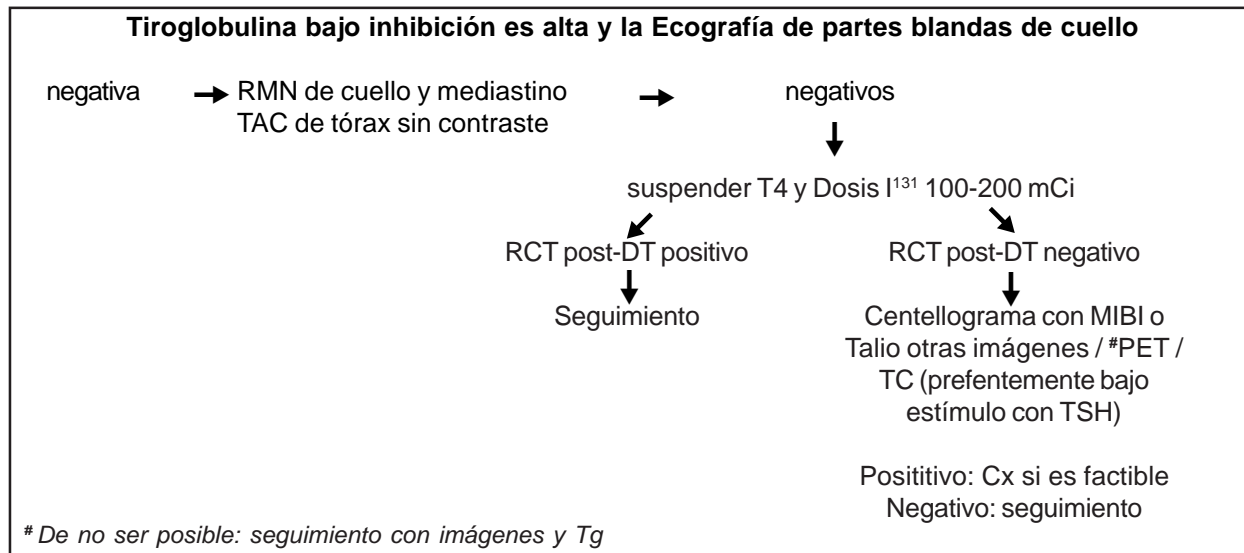 Tiroglobulina bajo inhibición es alta y la Ecografía de partes blandas de cuello
negativa → RMN de cuello y mediastino → negativos
TAC de tórax sin contraste
suspender T4 y Dosis I¹³¹ 100-200 mCi
RCT post-DT positivo
RCT post-DT negativo
Seguimiento
Centellograma con MIBI o
Talio otras imágenes / #PET /
TC (prefentemente bajo
estímulo con TSH)
Posititivo: Cx si es factible
Negativo: seguimiento
# De no ser posible: seguimiento con imágenes y Tg